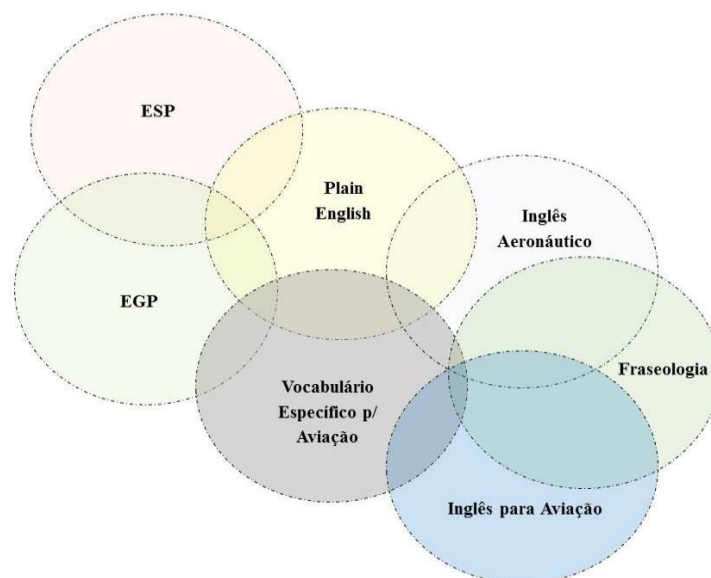 ESP
Plain
English
Inglês
Aeronáutico
EGP
Fraseologia
Vocabulário
Específico p/
Aviação
Inglês para Aviação